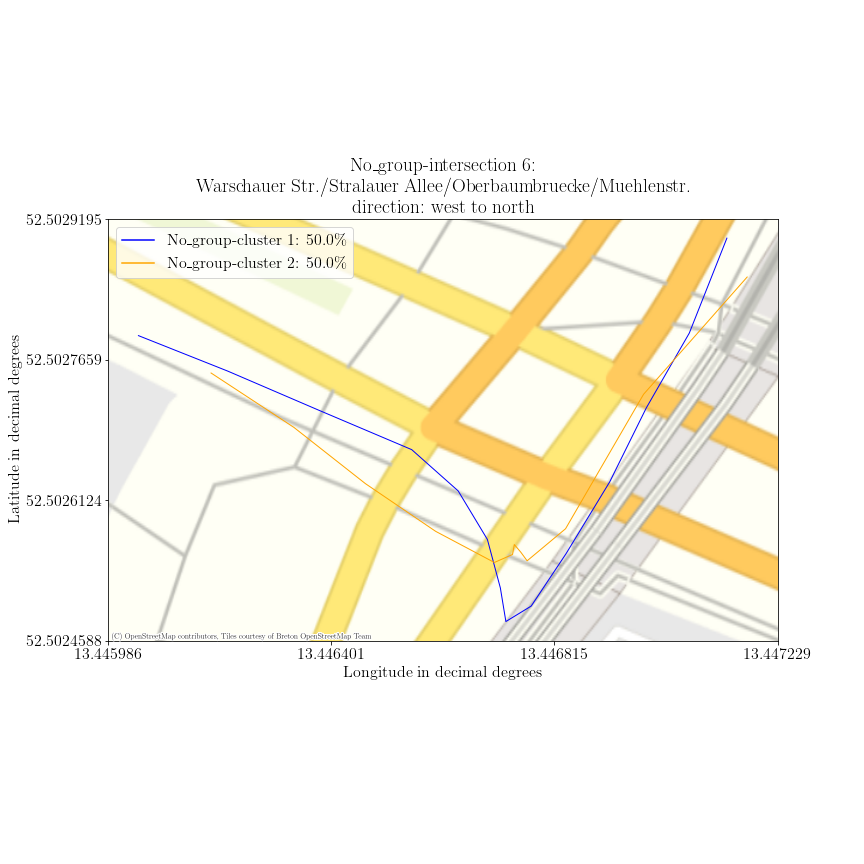 No_group-intersection 6:
Warschauer Str./Stralauer Allee/Oberbaumbruecke/Muehlenstr.
direction: west to north
52.5029195
No_group-cluster 1: 50.0%
No_group-cluster 2: 50.0%
52.5027659
Latitude in decimal degrees
52.5026124
(C) OpenStreetMap contributors, Tiles courtesy of Breton OpenStreetMap Team
52.5024588
13.445986 13.446401 13.446815 13.447229
Longitude in decimal degrees